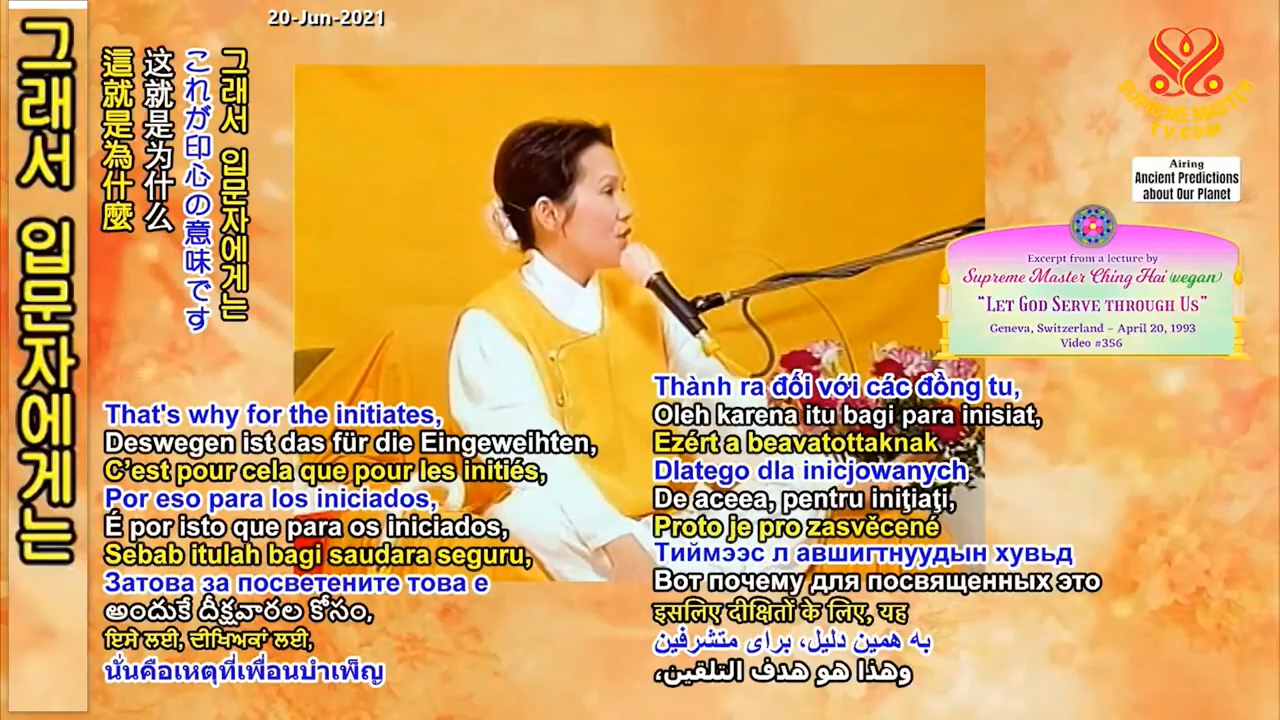 20-Jun-2021
그래서 입문자에게는
그래서 입문자에게는
これが印心の意味です
这就是为什么
這就是為什麼
SUPREME MASTER
TV.COM
Airing
Ancient Predictions
about Our Planet
Excerpt from a lecture by
Supreme Master Ching Hai (vegan)
“LET GOD SERVE THROUGH US”
Geneva, Switzerland – April 20, 1993
Video #356
That's why for the initiates,
Deswegen ist das für die Eingeweihten,
C’est pour cela que pour les initiés,
Por eso para los iniciados,
É por isto que para os iniciados,
Sebab itulah bagi saudara seguru,
Затова за посветените това е
అందుకే దీక్షవారల కోసం,
ਇਸੇ ਲਈ, ਦੀਖਿਅਕਾਂ ਲਈ,
นั่นคือเหตุที่เพื่อนบำเพ็ญ
Thành ra đối với các đồng tu,
Oleh karena itu bagi para inisiat,
Ezért a beavatottaknak
Dlatego dla inicjowanych
De aceea, pentru iniţiaţi,
Proto je pro zasvěcené
Тиймээс л авшигтнуудын хувьд
Вот почему для посвященных это
इसलिए दीक्षितों के लिए, यह
به همین دلیل، برای متشرفین
وهذا هو هدف التلقين،